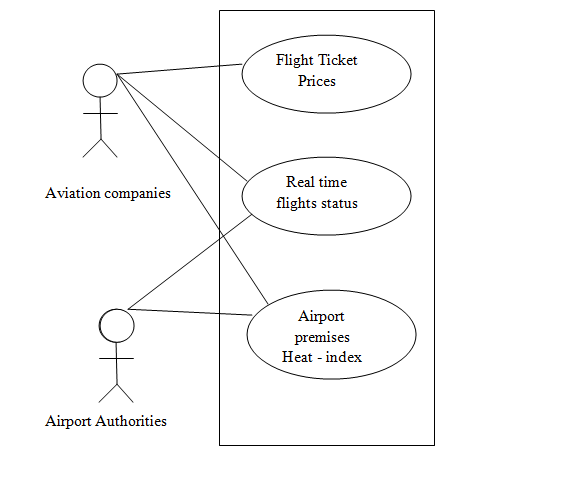 Flight Ticket
Prices
Real time
flights status
Aviation companies
Airport
premises
Heat - index
Airport Authorities